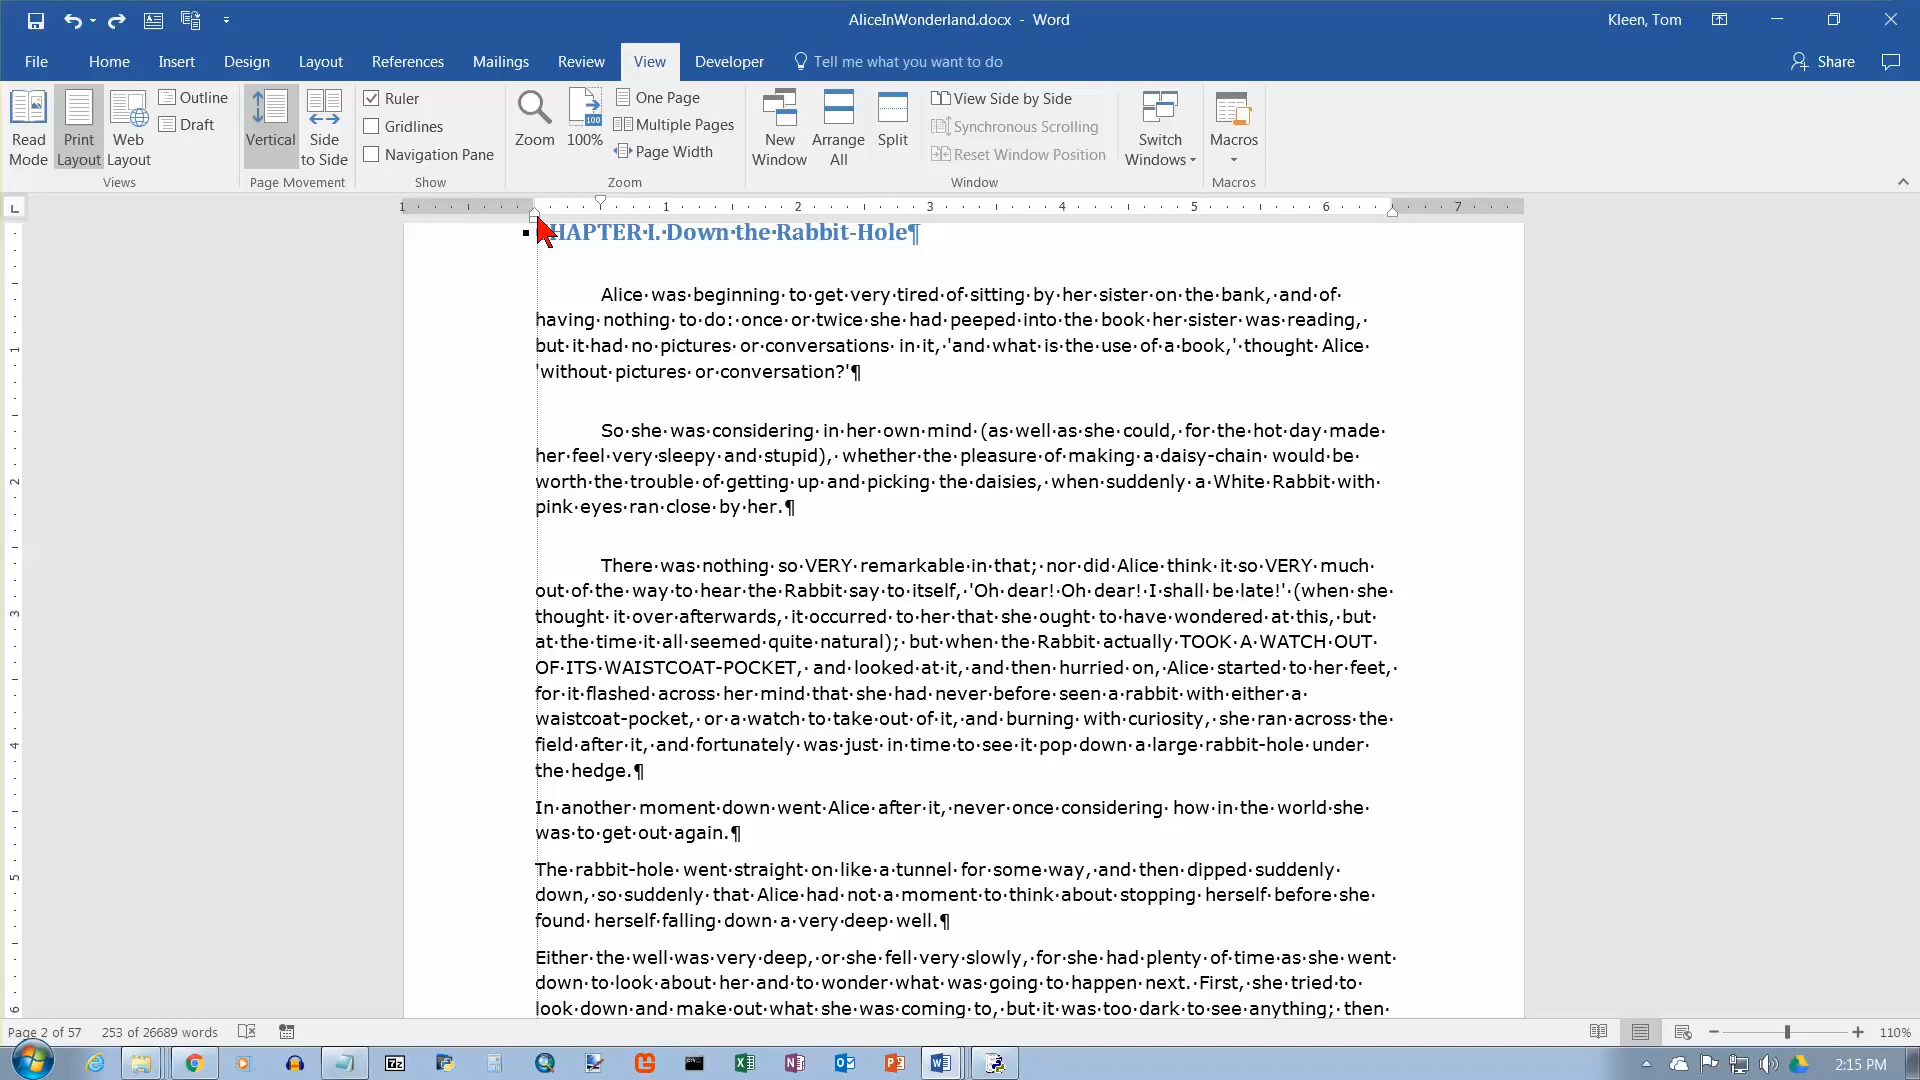 AliceInWonderland.docx - Word
Kleen, Tom
File Home Insert Design Layout References Mailings Review View Developer Tell me what you want to do Share
Read Mode
Print Layout
Web Layout
Outline
Draft
Views
Vertical
Side to Side
Page Movement
Ruler
Gridlines
Navigation Pane
Show
Zoom
100
100%
One Page
Multiple Pages
Page Width
Zoom
New Window
Arrange All
Split
View Side by Side
Synchronous Scrolling
Reset Window Position
Switch Windows
Window
Macros
Macros
L
1 1 2 3 4 5 6 7
HAPTER·I.·Down·the·Rabbit-Hole¶
Alice·was·beginning·to·get·very·tired·of·sitting·by·her·sister·on·the·bank,·and·of·
having·nothing·to·do:·once·or·twice·she·had·peeped·into·the·book·her·sister·was·reading,·
but·it·had·no·pictures·or·conversations·in·it,·'and·what·is·the·use·of·a·book,'·thought·Alice·
'without·pictures·or·conversation?'¶
So·she·was·considering·in·her·own·mind·(as·well·as·she·could,·for·the·hot·day·made·
her·feel·very·sleepy·and·stupid),·whether·the·pleasure·of·making·a·daisy-chain·would·be·
worth·the·trouble·of·getting·up·and·picking·the·daisies,·when·suddenly·a·White·Rabbit·with·
pink·eyes·ran·close·by·her.¶
There·was·nothing·so·VERY·remarkable·in·that;·nor·did·Alice·think·it·so·VERY·much·
out·of·the·way·to·hear·the·Rabbit·say·to·itself,·'Oh·dear!·Oh·dear!·I·shall·be·late!'·(when·she·
thought·it·over·afterwards,·it·occurred·to·her·that·she·ought·to·have·wondered·at·this,·but·
at·the·time·it·all·seemed·quite·natural);·but·when·the·Rabbit·actually·TOOK·A·WATCH·OUT·
OF·ITS·WAISTCOAT-POCKET,·and·looked·at·it,·and·then·hurried·on,·Alice·started·to·her·feet,·
for·it·flashed·across·her·mind·that·she·had·never·before·seen·a·rabbit·with·either·a·
waistcoat-pocket,·or·a·watch·to·take·out·of·it,·and·burning·with·curiosity,·she·ran·across·the·
field·after·it,·and·fortunately·was·just·in·time·to·see·it·pop·down·a·large·rabbit-hole·under·
the·hedge.¶
In·another·moment·down·went·Alice·after·it,·never·once·considering·how·in·the·world·she·
was·to·get·out·again.¶
The·rabbit-hole·went·straight·on·like·a·tunnel·for·some·way,·and·then·dipped·suddenly·
down,·so·suddenly·that·Alice·had·not·a·moment·to·think·about·stopping·herself·before·she·
found·herself·falling·down·a·very·deep·well.¶
Either·the·well·was·very·deep,·or·she·fell·very·slowly,·for·she·had·plenty·of·time·as·she·went·
down·to·look·about·her·and·to·wonder·what·was·going·to·happen·next.·First,·she·tried·to·
look·down·and·make·out·what·she·was·coming·to,·but·it·was·too·dark·to·see·anything;·then·
1
2
3
4
5
6
Page 2 of 57 253 of 26689 words 110%
7z
2:15 PM